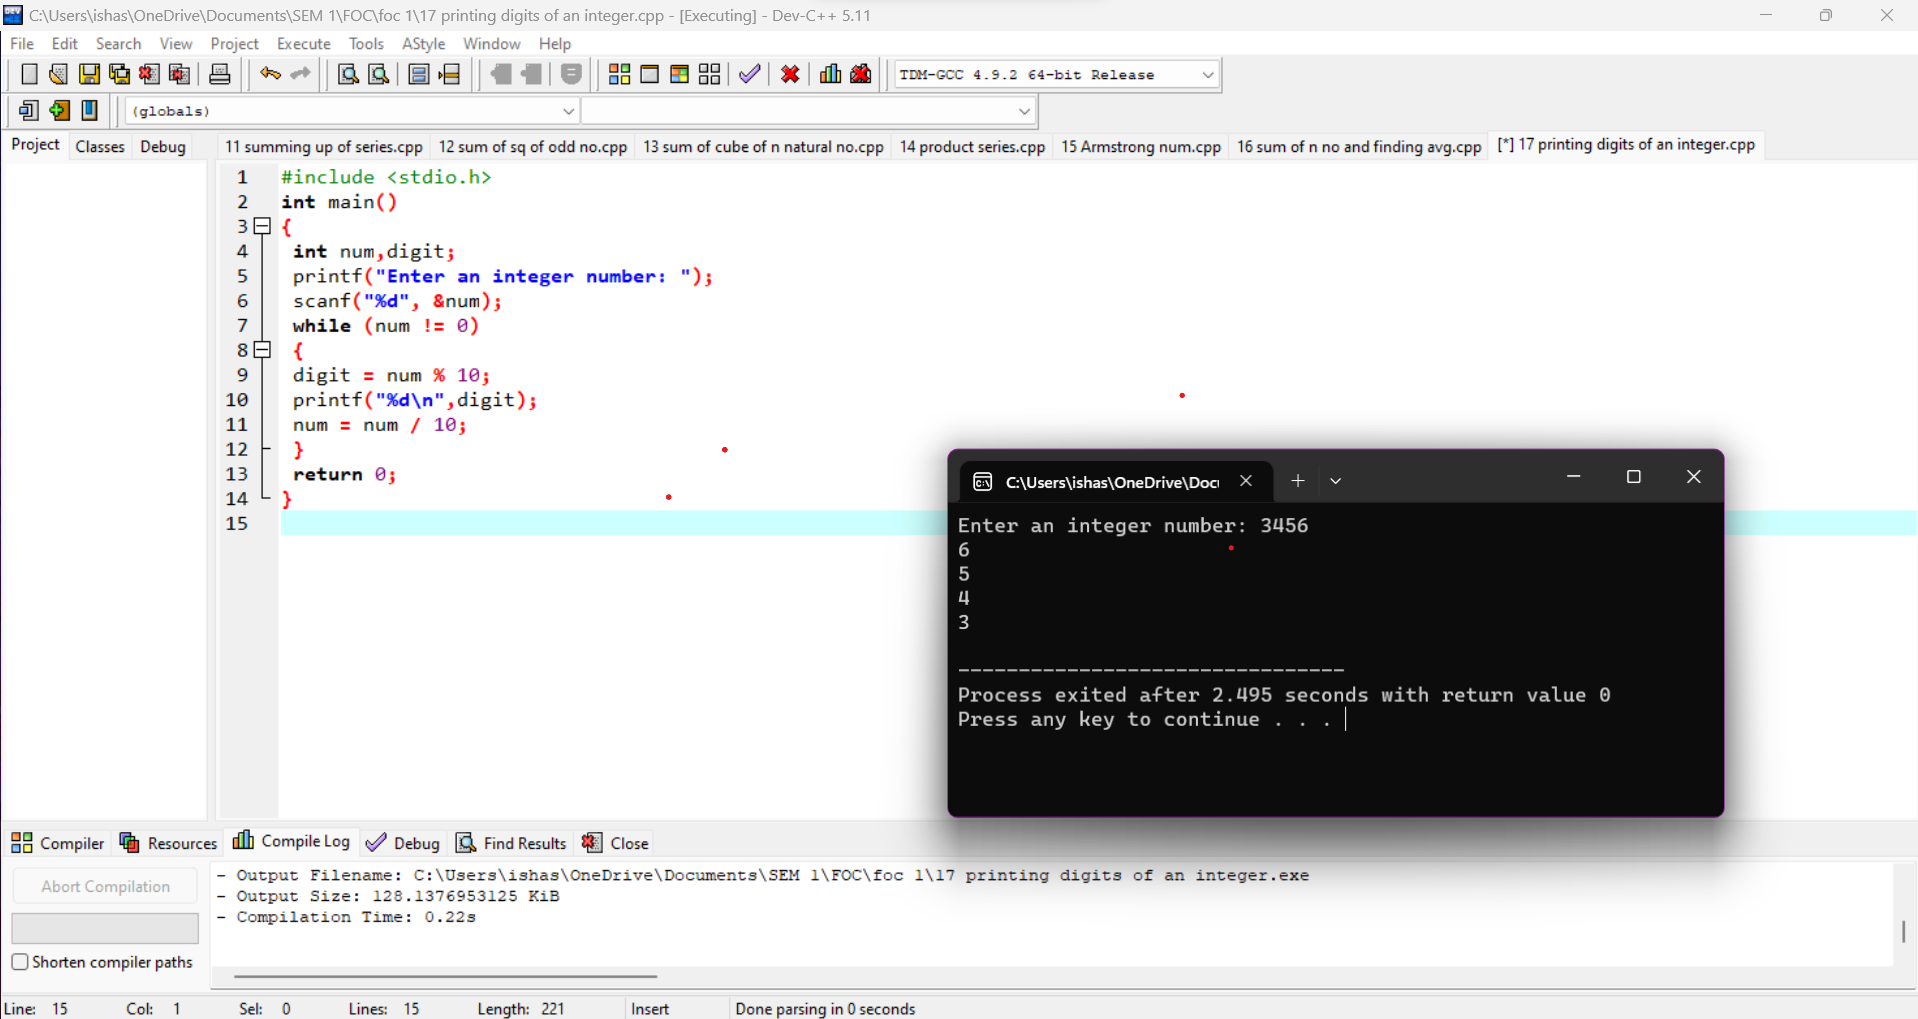 C:\Users\ishas\OneDrive\Documents\SEM 1\FOC\foc 1\17 printing digits of an integer.cpp - [Executing] - Dev-C++ 5.11
File Edit Search View Project Execute Tools AStyle Window Help
TDM-GCC 4.9.2 64-bit Release
(globals)
Project Classes Debug
11 summing up of series.cpp 12 sum of sq of odd no.cpp 13 sum of cube of n natural no.cpp 14 product series.cpp 15 Armstrong num.cpp 16 sum of n no and finding avg.cpp [*] 17 printing digits of an integer.cpp
1 #include <stdio.h>
2 int main()
3 {
4 int num,digit;
5 printf("Enter an integer number: ");
6 scanf("%d", &num);
7 while (num != 0)
8 {
9 digit = num % 10;
10 printf("%d\n",digit);
11 num = num / 10;
12 }
13 return 0;
14 }
15
C:\Users\ishas\OneDrive\Docu
Enter an integer number: 3456
6
5
4
3
--------------------------------
Process exited after 2.495 seconds with return value 0
Press any key to continue . . .
Compiler Resources Compile Log Debug Find Results Close
Abort Compilation
Shorten compiler paths
- Output Filename: C:\Users\ishas\OneDrive\Documents\SEM 1\FOC\foc 1\17 printing digits of an integer.exe
- Output Size: 128.1376953125 KiB
- Compilation Time: 0.22s
Line: 15 Col: 1 Sel: 0 Lines: 15 Length: 221 Insert Done parsing in 0 seconds